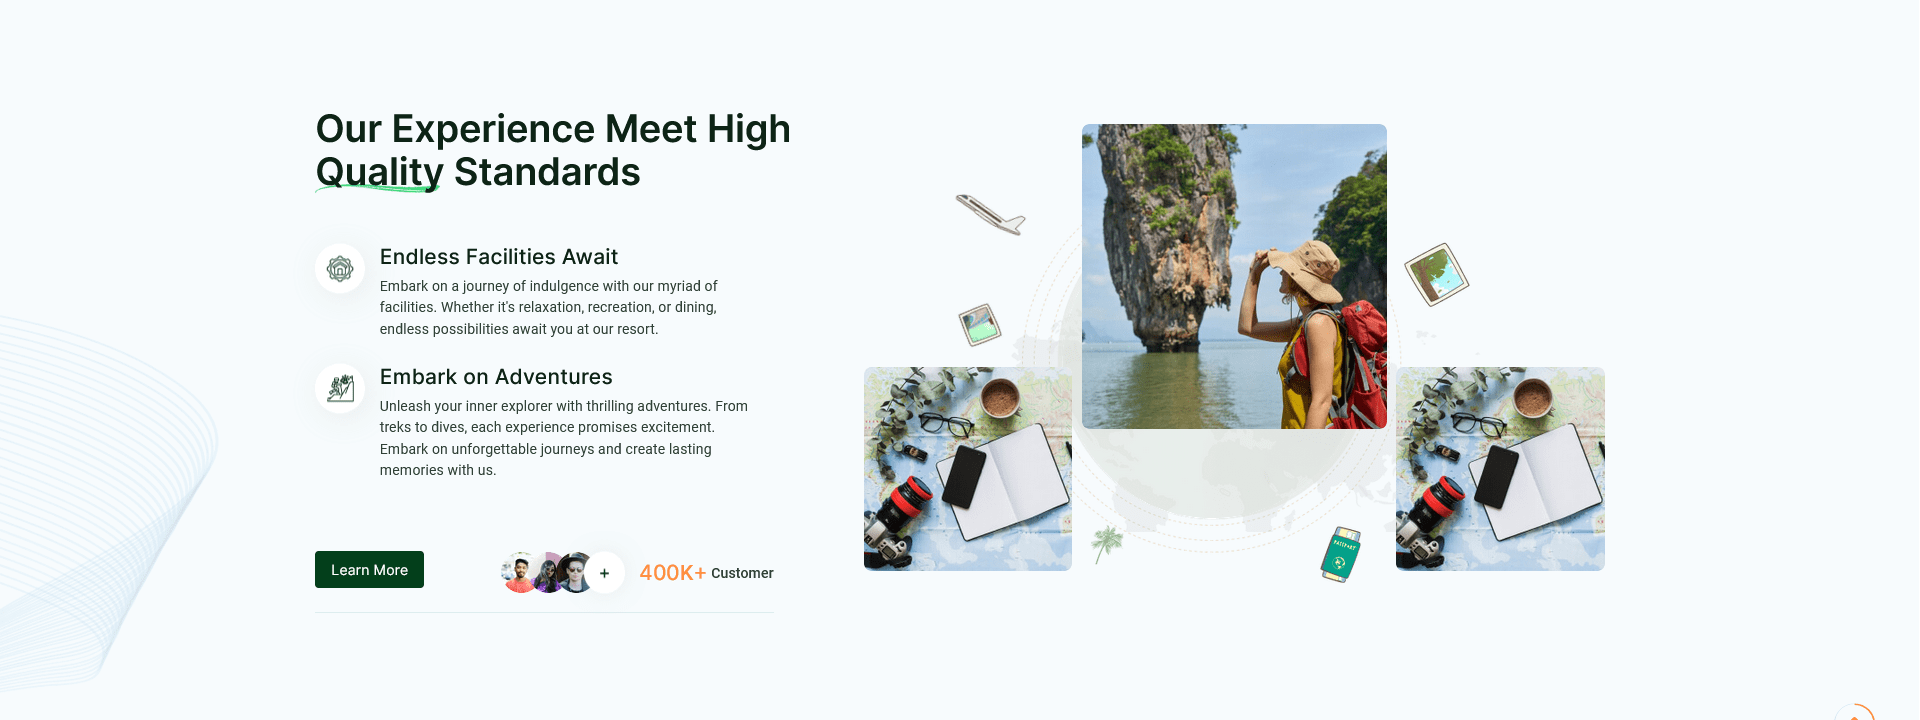 Our Experience Meet High
Quality Standards
Endless Facilities Await
Embark on a journey of indulgence with our myriad of
facilities. Whether it's relaxation, recreation, or dining,
endless possibilities await you at our resort.
Embark on Adventures
Unleash your inner explorer with thrilling adventures. From
treks to dives, each experience promises excitement.
Embark on unforgettable journeys and create lasting
memories with us.
Learn More
+
400K+ Customer
PASSPORT